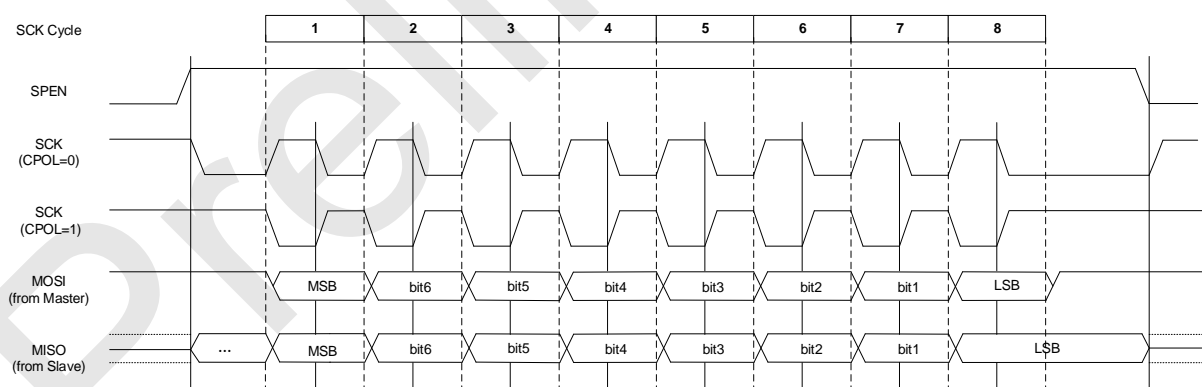 SCK Cycle 1 2 3 4 5 6 7 8
SPEN
SCK
(CPOL=0)
SCK
(CPOL=1)
MOSI
(from Master)
MSB bit6 bit5 bit4 bit3 bit2 bit1 LSB
MISO
(from Slave)
... MSB bit6 bit5 bit4 bit3 bit2 bit1 LSB